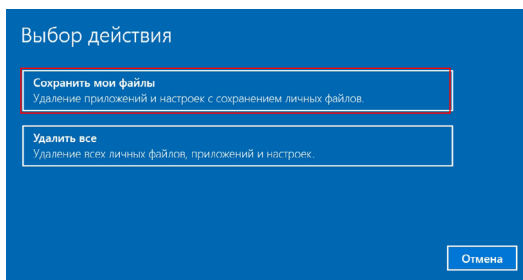 Выбор действия
Сохранить мои файлы
Удаление приложений и настроек с сохранением личных файлов.
Удалить все
Удаление всех личных файлов, приложений и настроек.
Отмена